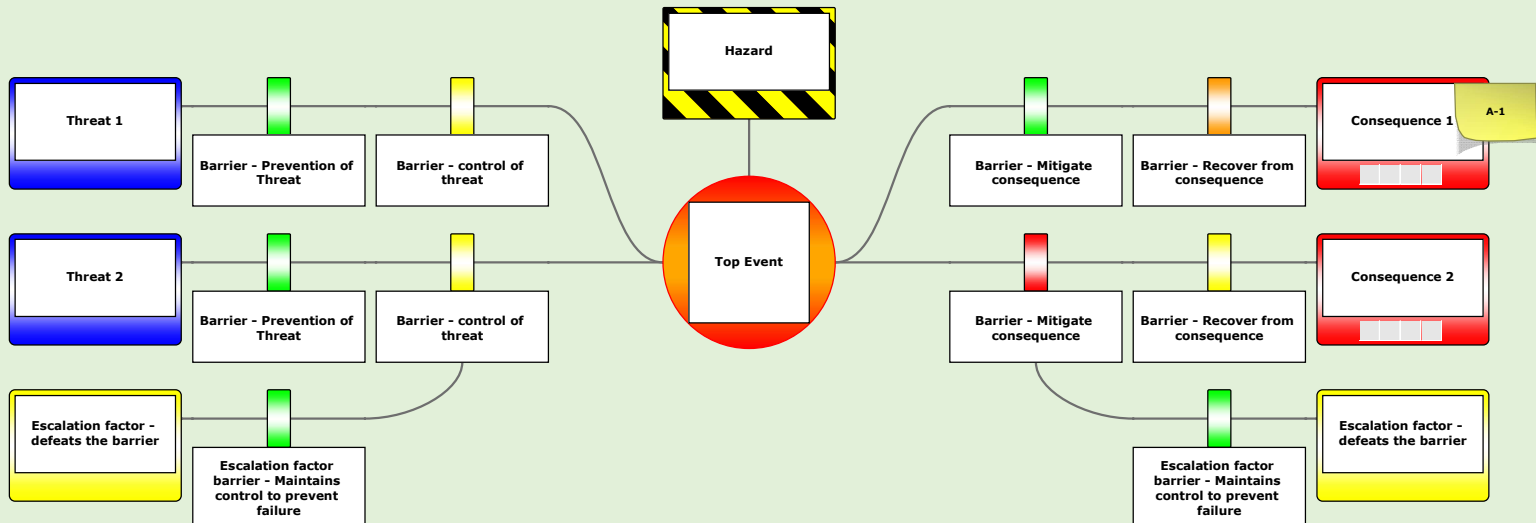 Hazard
Threat 1
Barrier - Prevention of
Threat
Barrier - control of
threat
Barrier - Mitigate
consequence
Barrier - Recover from
consequence
Consequence 1
A-1
Top Event
Threat 2
Barrier - Prevention of
Threat
Barrier - control of
threat
Barrier - Mitigate
consequence
Barrier - Recover from
consequence
Consequence 2
Escalation factor -
defeats the barrier
Escalation factor
barrier - Maintains
control to prevent
failure
Escalation factor
barrier - Maintains
control to prevent
failure
Escalation factor -
defeats the barrier